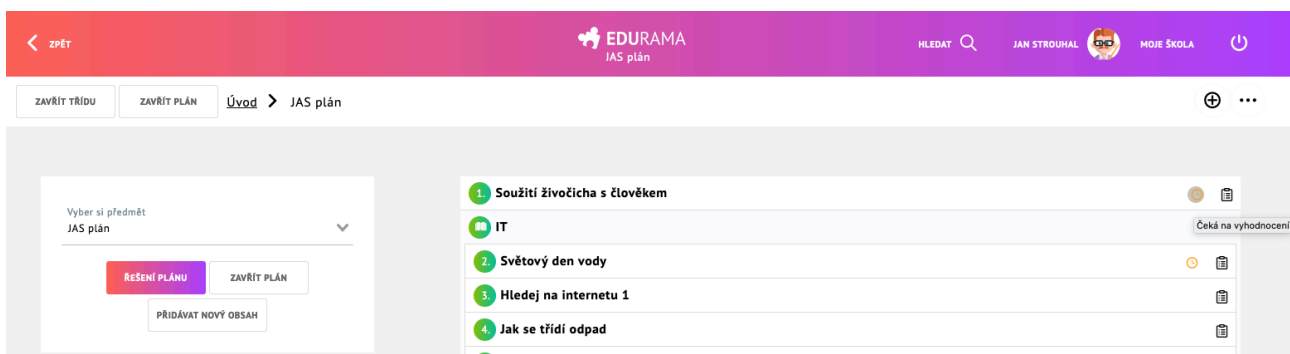 ZPĚT
EDURAMA
JAS plán
HLEDAT
JAN STROUHAL
MOJE ŠKOLA
ZAVŘÍT TŘÍDU
ZAVŘÍT PLÁN
Úvod > JAS plán
Vyber si předmět
JAS plán
ŘEŠENÍ PLÁNU
ZAVŘÍT PLÁN
PŘIDÁVAT NOVÝ OBSAH
1. Soužití živočicha s člověkem
Čeká na vyhodnocení
IT
2. Světový den vody
3. Hledej na internetu 1
4. Jak se třídí odpad